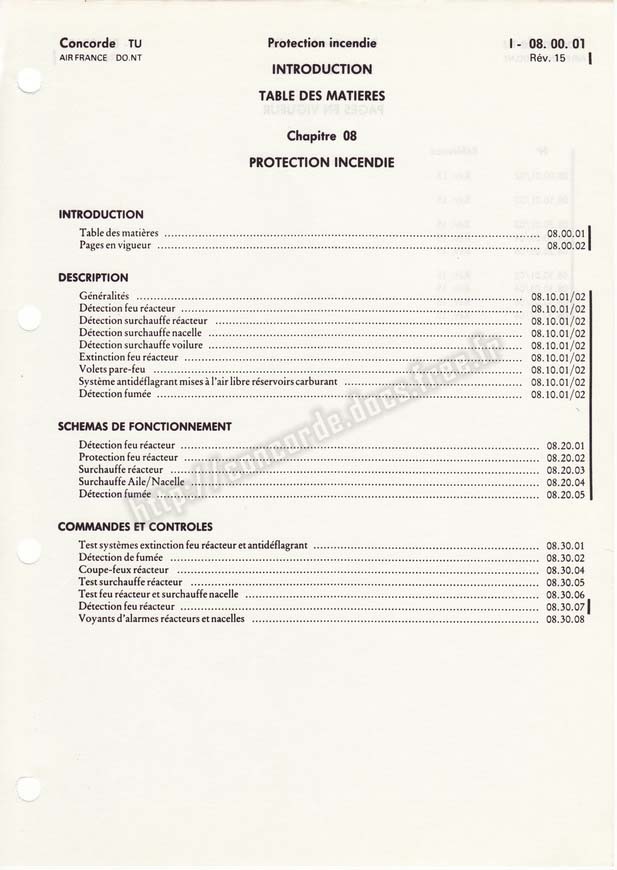 Concorde TU Protection incendie I - 08. 00. 01
AIR FRANCE DO.NT INTRODUCTION Rév. 15
TABLE DES MATIERES
Chapitre 08
PROTECTION INCENDIE
INTRODUCTION
Table des matières 08.00.01
Pages en vigueur 08.00.02
DESCRIPTION
Généralités 08.10.01/02
Détection feu réacteur 08.10.01/02
Détection surchauffe réacteur 08.10.01/02
Détection surchauffe nacelle 08.10.01/02
Détection surchauffe voilure 08.10.01/02
Extinction feu réacteur 08.10.01/02
Volets pare-feu 08.10.01/02
Système antidéflagrant mises à l'air libre réservoirs carburant 08.10.01/02
Détection fumée 08.10.01/02
SCHEMAS DE FONCTIONNEMENT
Détection feu réacteur 08.20.01
Protection feu réacteur 08.20.02
Surchauffe réacteur 08.20.03
Surchauffe Aile/Nacelle 08.20.04
Détection fumée 08.20.05
http://concorde.docs.free.fr
COMMANDES ET CONTROLES
Test systèmes extinction feu réacteur et antidéflagrant 08.30.01
Détection de fumée 08.30.02
Coupe-feux réacteur 08.30.04
Test surchauffe réacteur 08.30.05
Test feu réacteur et surchauffe nacelle 08.30.06
Détection feu réacteur 08.30.07
Voyants d'alarmes réacteurs et nacelles 08.30.08